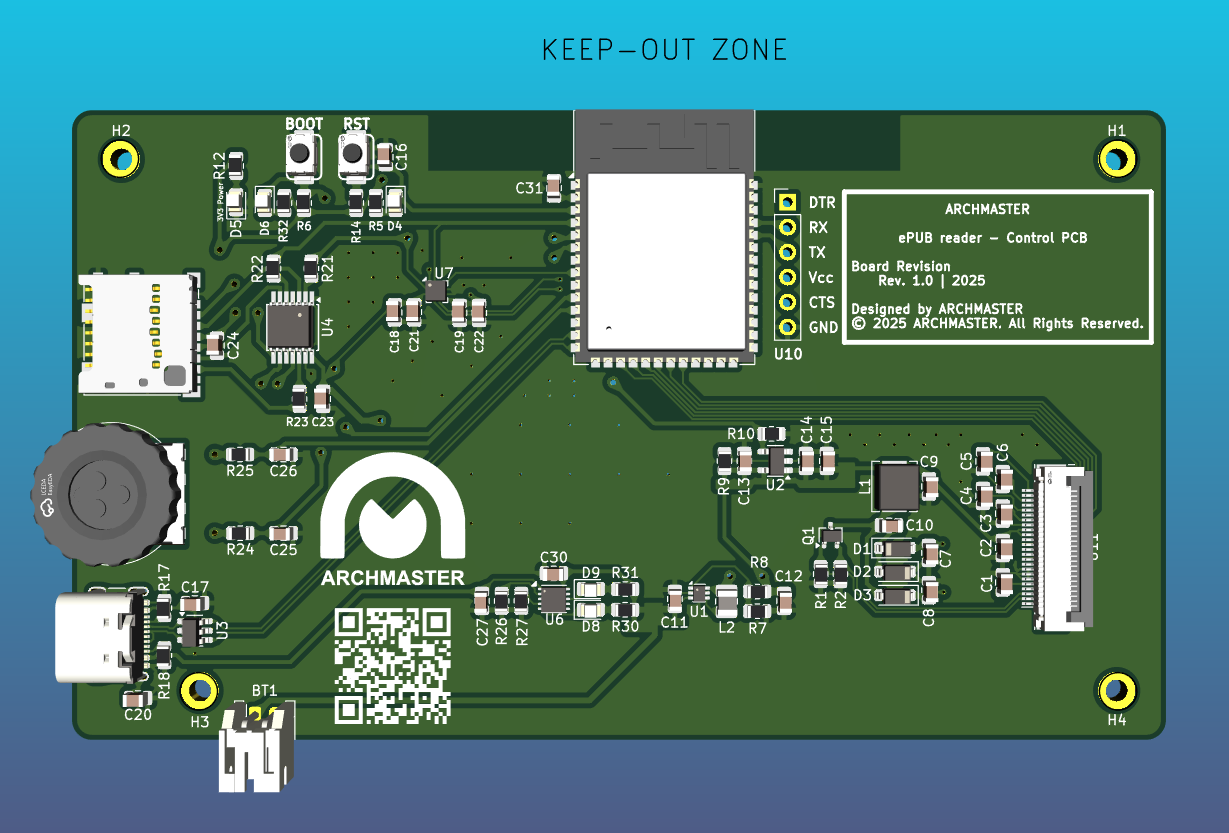 KEEP-OUT ZONE
H2
BOOT
RST
H1
R12
C16
3V3 Power
D5
D6
R32
R6
R14
R5
D4
C31
DTR
RX
TX
Vcc
CTS
GND
U10
ARCHMASTER
ePUB reader - Control PCB
Board Revision
Rev. 1.0 | 2025
Designed by ARCHMASTER
© 2025 ARCHMASTER. All Rights Reserved.
R22
R21
U7
U4
C24
C18
C21
C19
C22
R23
C23
R25
C26
R24
C25
R10
C14
C15
R9
C13
U2
L1
C9
C5
C6
C4
C3
C10
Q1
D1
C2
C7
D2
D3
C1
C8
R1
R2
ARCHMASTER
C30
D9
R31
R8
C12
C27
R26
R27
U6
D8
R30
C11
U1
L2
R7
R17
C17
U3
R18
C20
H3
BT1
H4